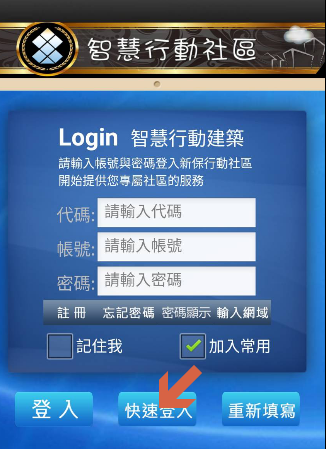 智慧行動社區
Login 智慧行動建築
請輸入帳號與密碼登入新保行動社區
開始提供您專屬社區的服務
代碼: 請輸入代碼
帳號: 請輸入帳號
密碼: 請輸入密碼
註 冊 忘記密碼 密碼顯示 輸入網域
記住我 加入常用
登 入 快速登入 重新填寫